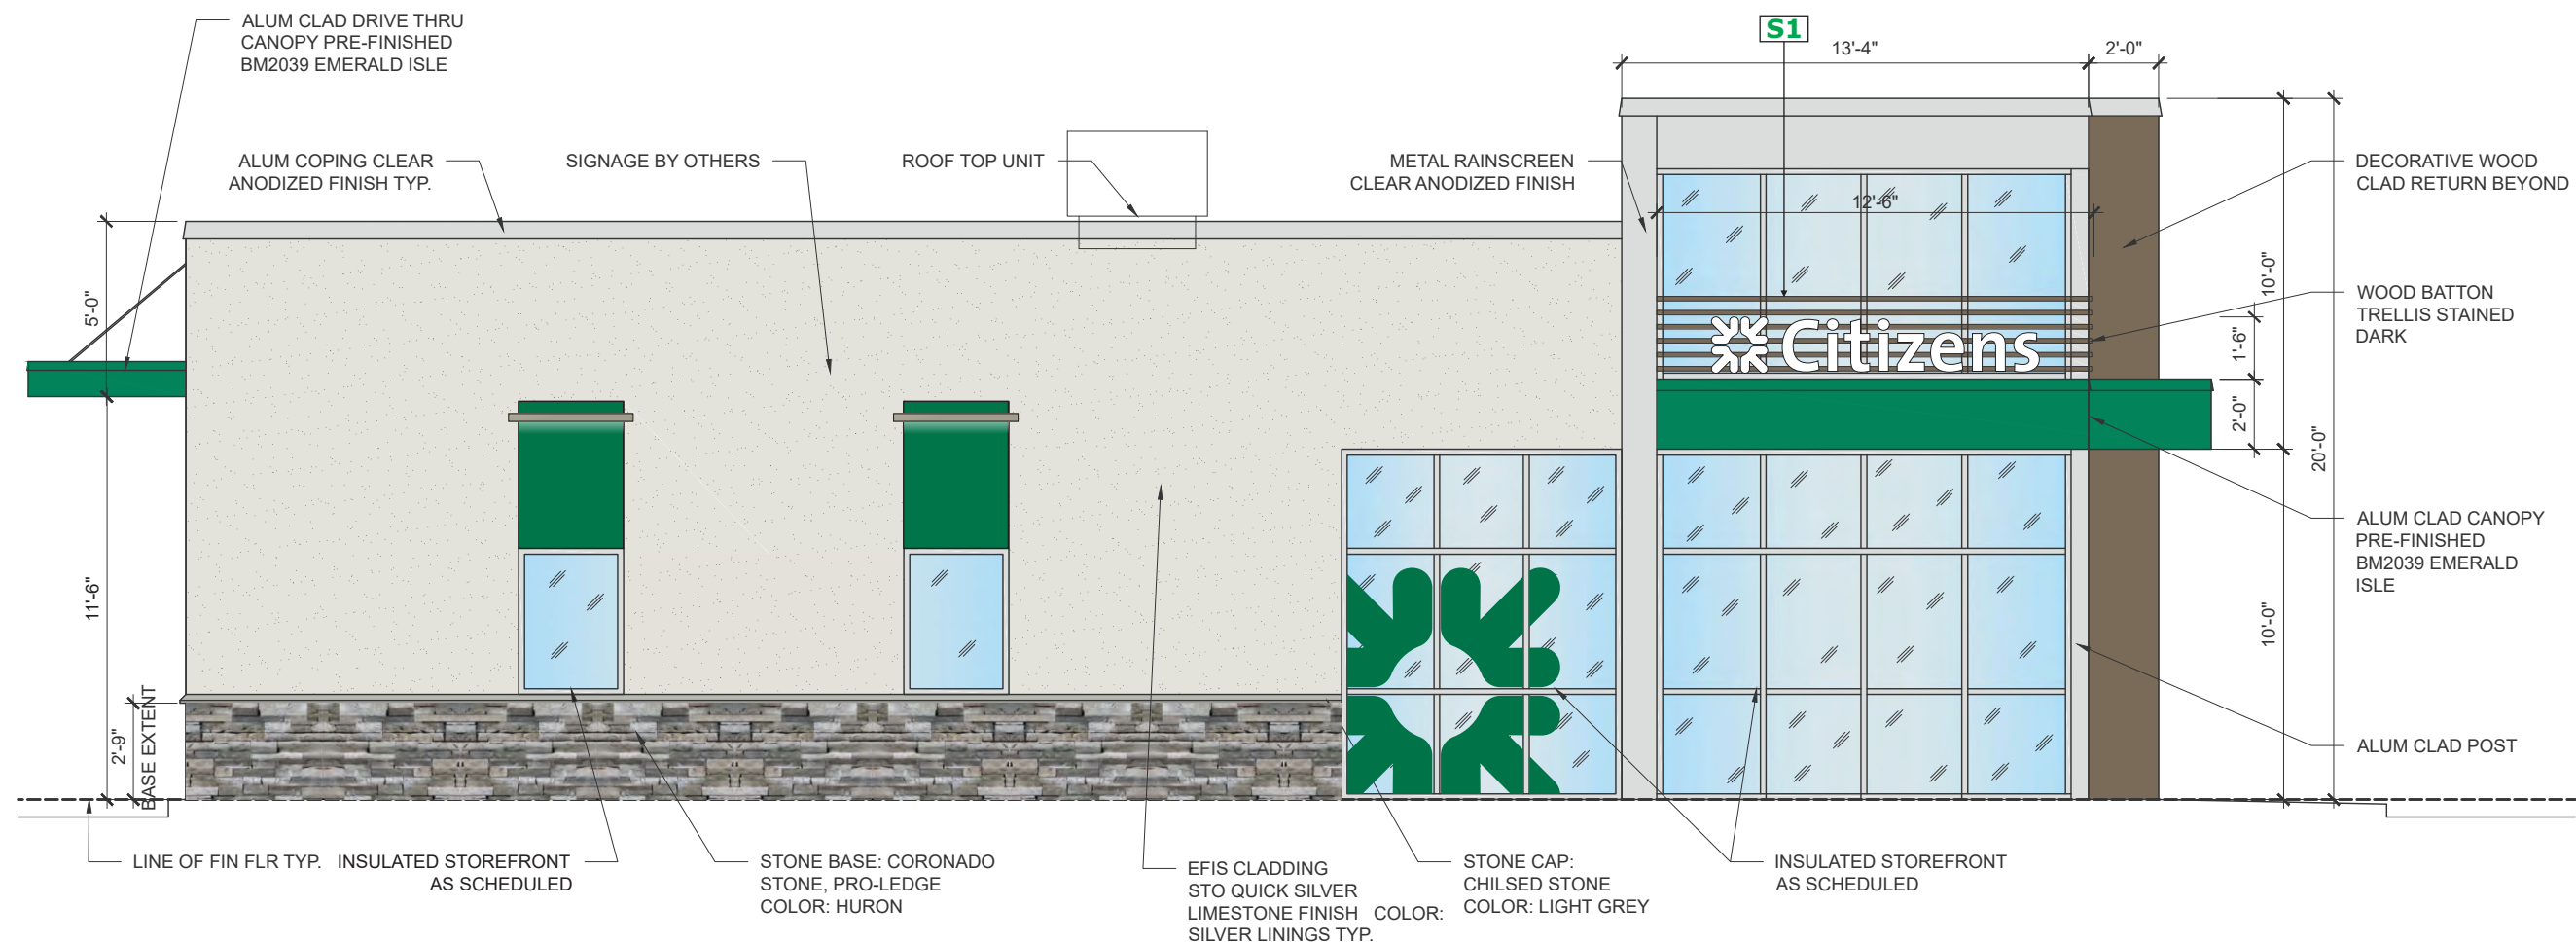 ALUM CLAD DRIVE THRU
CANOPY PRE-FINISHED
BM2039 EMERALD ISLE
S1
13'-4"
2'-0"
ALUM COPING CLEAR
ANODIZED FINISH TYP.
SIGNAGE BY OTHERS
ROOF TOP UNIT
METAL RAINSCREEN
CLEAR ANODIZED FINISH
DECORATIVE WOOD
CLAD RETURN BEYOND
12'-6"
5'-0"
10'-0"
WOOD BATTON
TRELLIS STAINED
DARK
1'-6"
Citizens
2'-0"
20'-0"
ALUM CLAD CANOPY
PRE-FINISHED
BM2039 EMERALD
ISLE
11'-6"
10'-0"
2'-9"
BASE EXTENT
ALUM CLAD POST
LINE OF FIN FLR TYP.
INSULATED STOREFRONT
AS SCHEDULED
STONE BASE: CORONADO
STONE, PRO-LEDGE
COLOR: HURON
EFIS CLADDING
STO QUICK SILVER
LIMESTONE FINISH COLOR:
SILVER LININGS TYP.
STONE CAP:
CHILSED STONE
COLOR: LIGHT GREY
INSULATED STOREFRONT
AS SCHEDULED